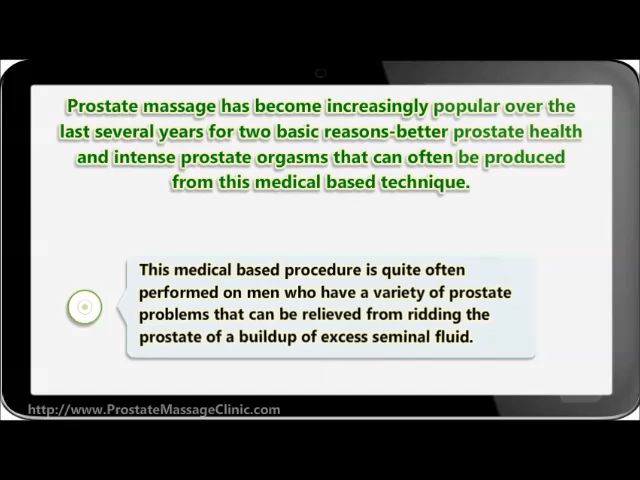 Prostate massage has become increasingly popular over the
last several years for two basic reasons-better prostate health
and intense prostate orgasms that can often be produced
from this medical based technique.
This medical based procedure is quite often
performed on men who have a variety of prostate
problems that can be relieved from ridding the
prostate of a buildup of excess seminal fluid.
http://www.ProstateMassageClinic.com